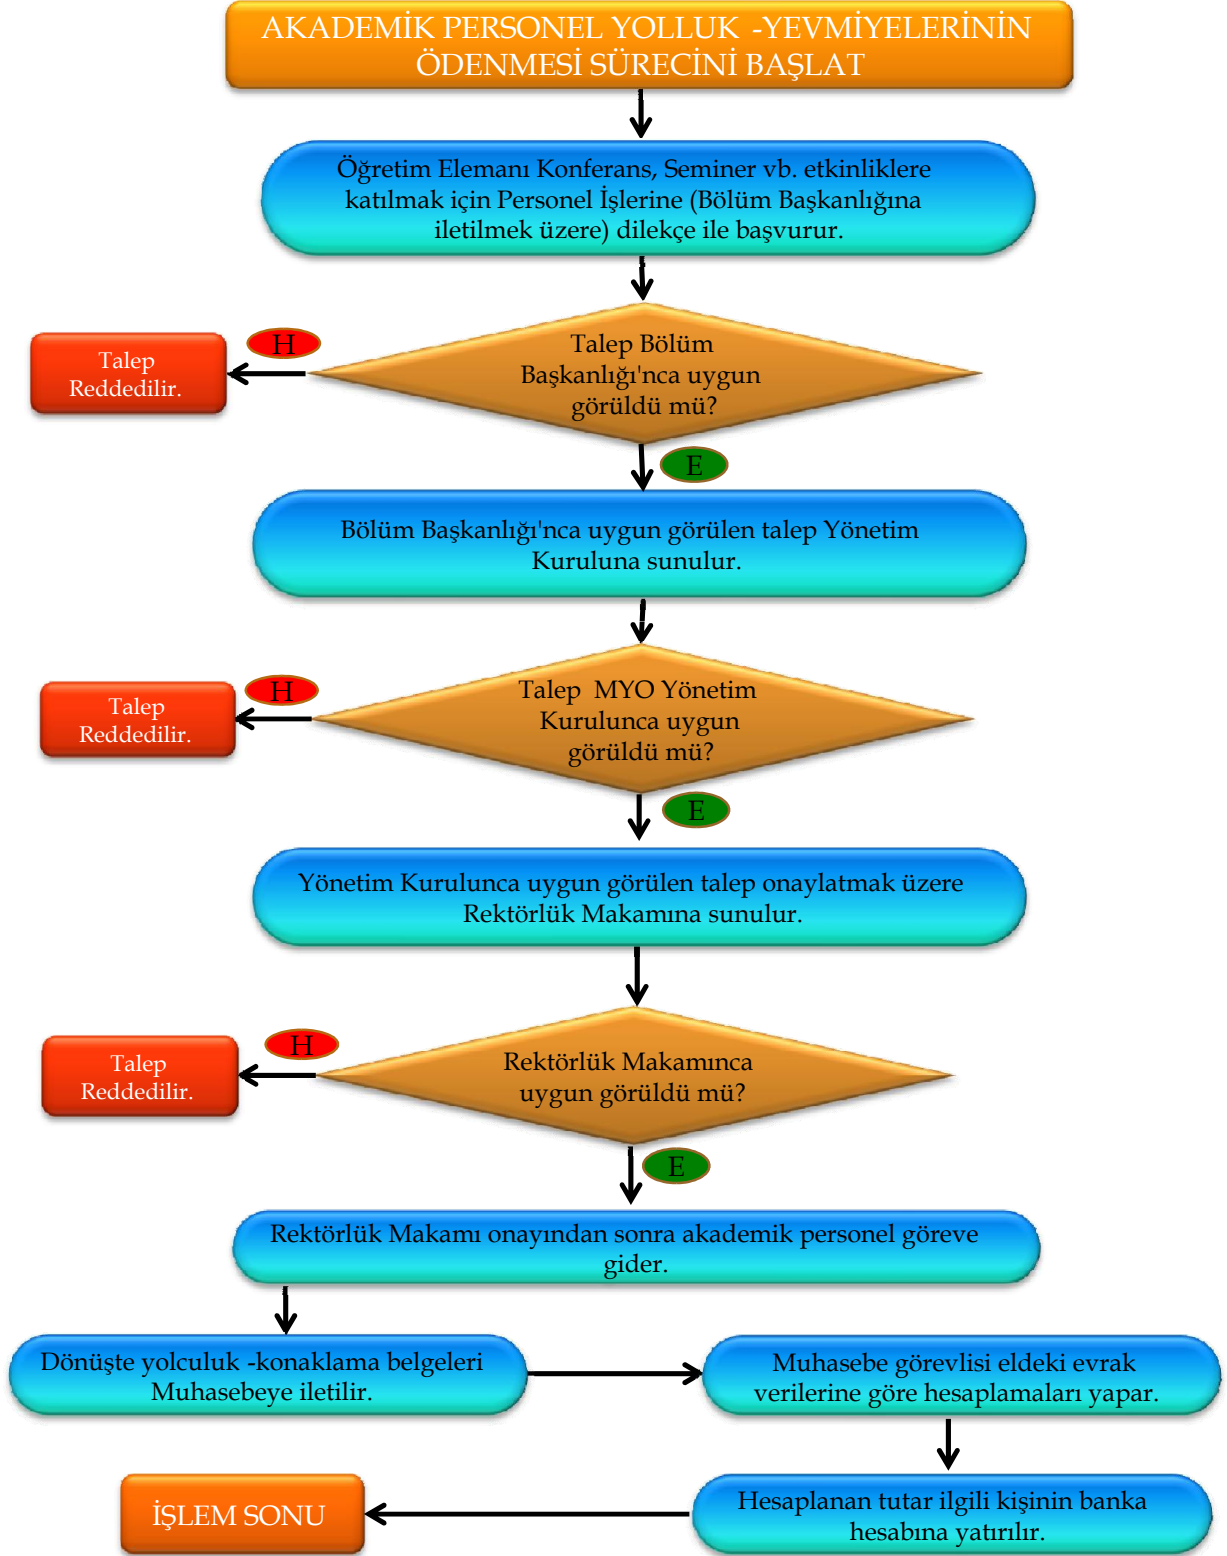 AKADEMİK PERSONEL YOLLUK -YEVMİYELERİNİN
ÖDENMESİ SÜRECİNİ BAŞLAT
Öğretim Elemanı Konferans, Seminer vb. etkinliklere
katılmak için Personel İşlerine (Bölüm Başkanlığına
iletilmek üzere) dilekçe ile başvurur.
H
Talep
Reddedilir.
Talep Bölüm
Başkanlığı'nca uygun
görüldü mü?
E
Bölüm Başkanlığı'nca uygun görülen talep Yönetim
Kuruluna sunulur.
H
Talep
Reddedilir.
Talep MYO Yönetim
Kurulunca uygun
görüldü mü?
E
Yönetim Kurulunca uygun görülen talep onaylatmak üzere
Rektörlük Makamına sunulur.
H
Talep
Reddedilir.
Rektörlük Makamınca
uygun görüldü mü?
E
Rektörlük Makamı onayından sonra akademik personel göreve
gider.
Dönüşte yolculuk -konaklama belgeleri
Muhasebeye iletilir.
Muhasebe görevlisi eldeki evrak
verilerine göre hesaplamaları yapar.
Hesaplanan tutar ilgili kişinin banka
hesabına yatırılır.
İŞLEM SONU